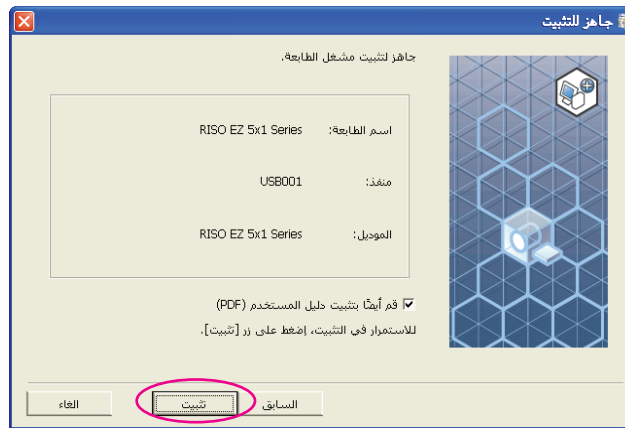 جاهز للتثبيت
جاهز لتثبيت مشغل الطابعة.
اسم الطابعة: RISO EZ 5x1 Series
منفذ: USB001
الموديل: RISO EZ 5x1 Series
قم أيضًا بتثبيت دليل المستخدم (PDF)
للاستمرار في التثبيت، إضغط على زر [تثبيت].
السابق تثبيت الغاء